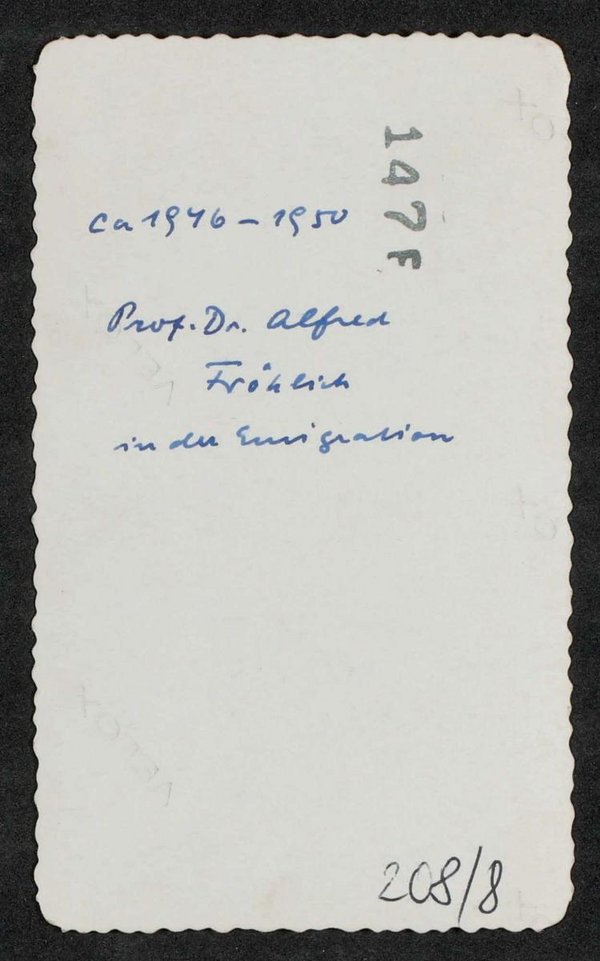 147F
ca 1946 - 1950
Prof. Dr. Alfred
Fröhlich
in der Emigration
208/8